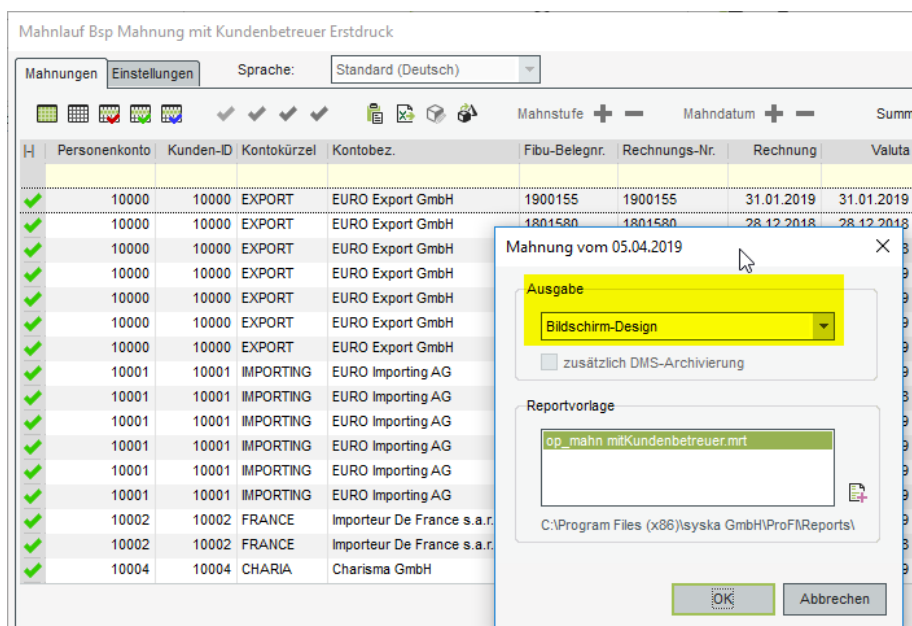 Mahnlauf Bsp Mahnung mit Kundenbetreuer Erstdruck
Mahnungen Einstellungen Sprache: Standard (Deutsch)
Mahnstufe Mahndatum
Personenkonto Kunden-ID Kontokürzel Kontobez. Fibu-Belegnr. Rechnungs-Nr. Rechnung Valuta
10000 10000 EXPORT EURO Export GmbH 1900155 1900155 31.01.2019 31.01.2019
10000 10000 EXPORT EURO Export GmbH 1801580 1801580 28.12.2018 28.12.2018
10000 10000 EXPORT EURO Export GmbH
10000 10000 EXPORT EURO Export GmbH
10000 10000 EXPORT EURO Export GmbH
10000 10000 EXPORT EURO Export GmbH
10000 10000 EXPORT EURO Export GmbH
10001 10001 IMPORTING EURO Importing AG
10001 10001 IMPORTING EURO Importing AG
10001 10001 IMPORTING EURO Importing AG
10001 10001 IMPORTING EURO Importing AG
10001 10001 IMPORTING EURO Importing AG
10001 10001 IMPORTING EURO Importing AG
10002 10002 FRANCE Importeur De France s.a.r.
10002 10002 FRANCE Importeur De France s.a.r.
10004 10004 CHARIA Charisma GmbH
Mahnung vom 05.04.2019
Ausgabe
Bildschirm-Design
zusätzlich DMS-Archivierung
Reportvorlage
op_mahn mitKundenbetreuer.mrt
C:\Program Files (x86)\syska GmbH\ProFI\Reports\
OK Abbrechen